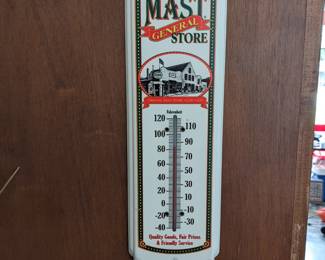 MAST
GENERAL
STORE
Fahrenheit
120
110
100
90
80
70
60
50
40
30
20
10
0
-10
-20
-30
-40
Quality Goods, Fair Prices
& Friendly Service